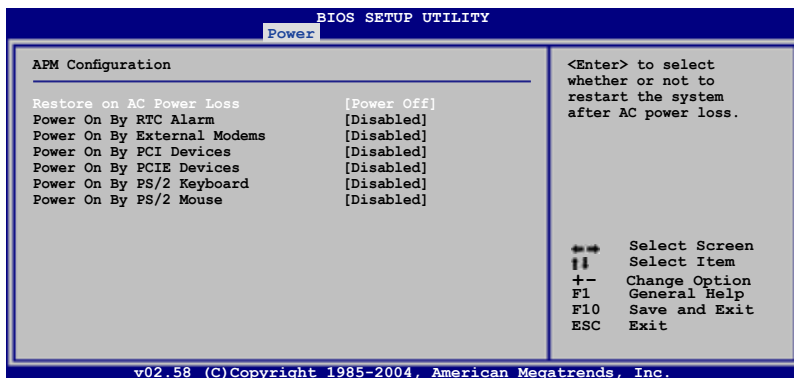 BIOS SETUP UTILITY
Power
APM Configuration
Restore on AC Power Loss [Power Off]
Power On By RTC Alarm [Disabled]
Power On By External Modems [Disabled]
Power On By PCI Devices [Disabled]
Power On By PCIE Devices [Disabled]
Power On By PS/2 Keyboard [Disabled]
Power On By PS/2 Mouse [Disabled]
<Enter> to select
whether or not to
restart the system
after AC power loss.
←→ Select Screen
↑↓ Select Item
+- Change Option
F1 General Help
F10 Save and Exit
ESC Exit
v02.58 (C)Copyright 1985-2004, American Megatrends, Inc.